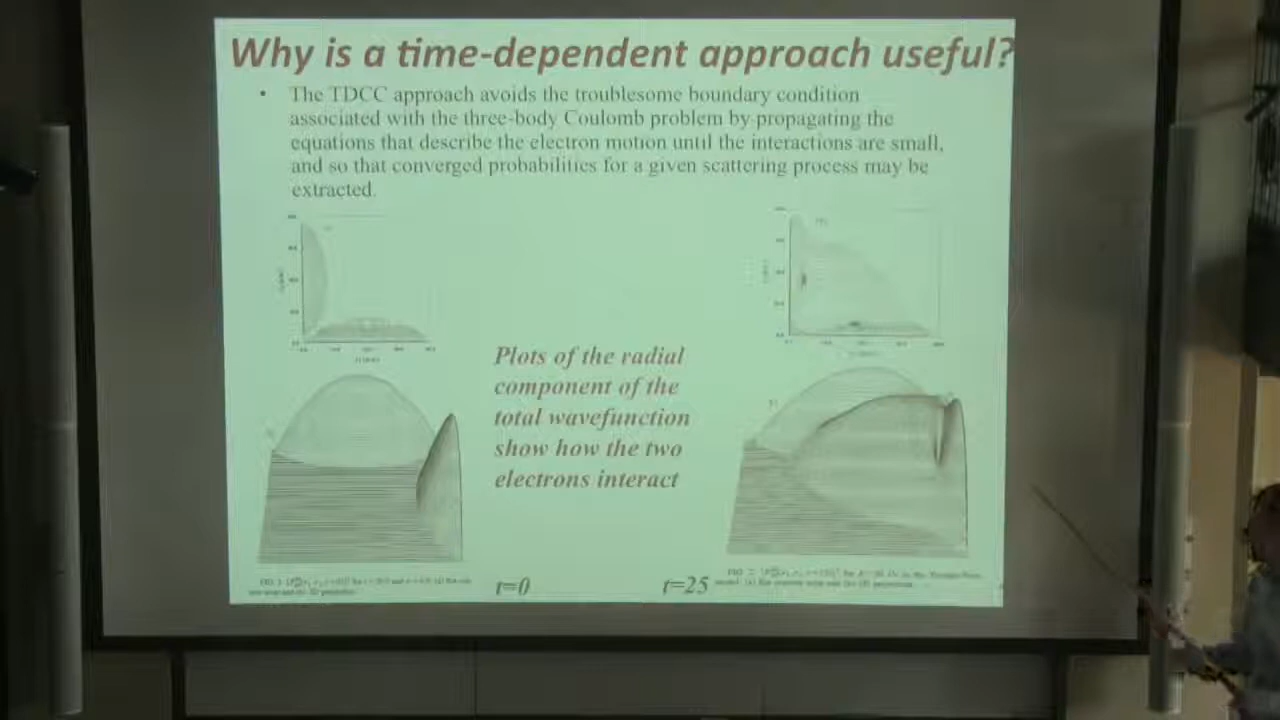 Why is a time-dependent approach useful?
• The TDCC approach avoids the troublesome boundary condition
associated with the three-body Coulomb problem by propagating the
equations that describe the electron motion until the interactions are small,
and so that converged probabilities for a given scattering process may be
extracted.
Plots of the radial
component of the
total wavefunction
show how the two
electrons interact
t=0
t=25